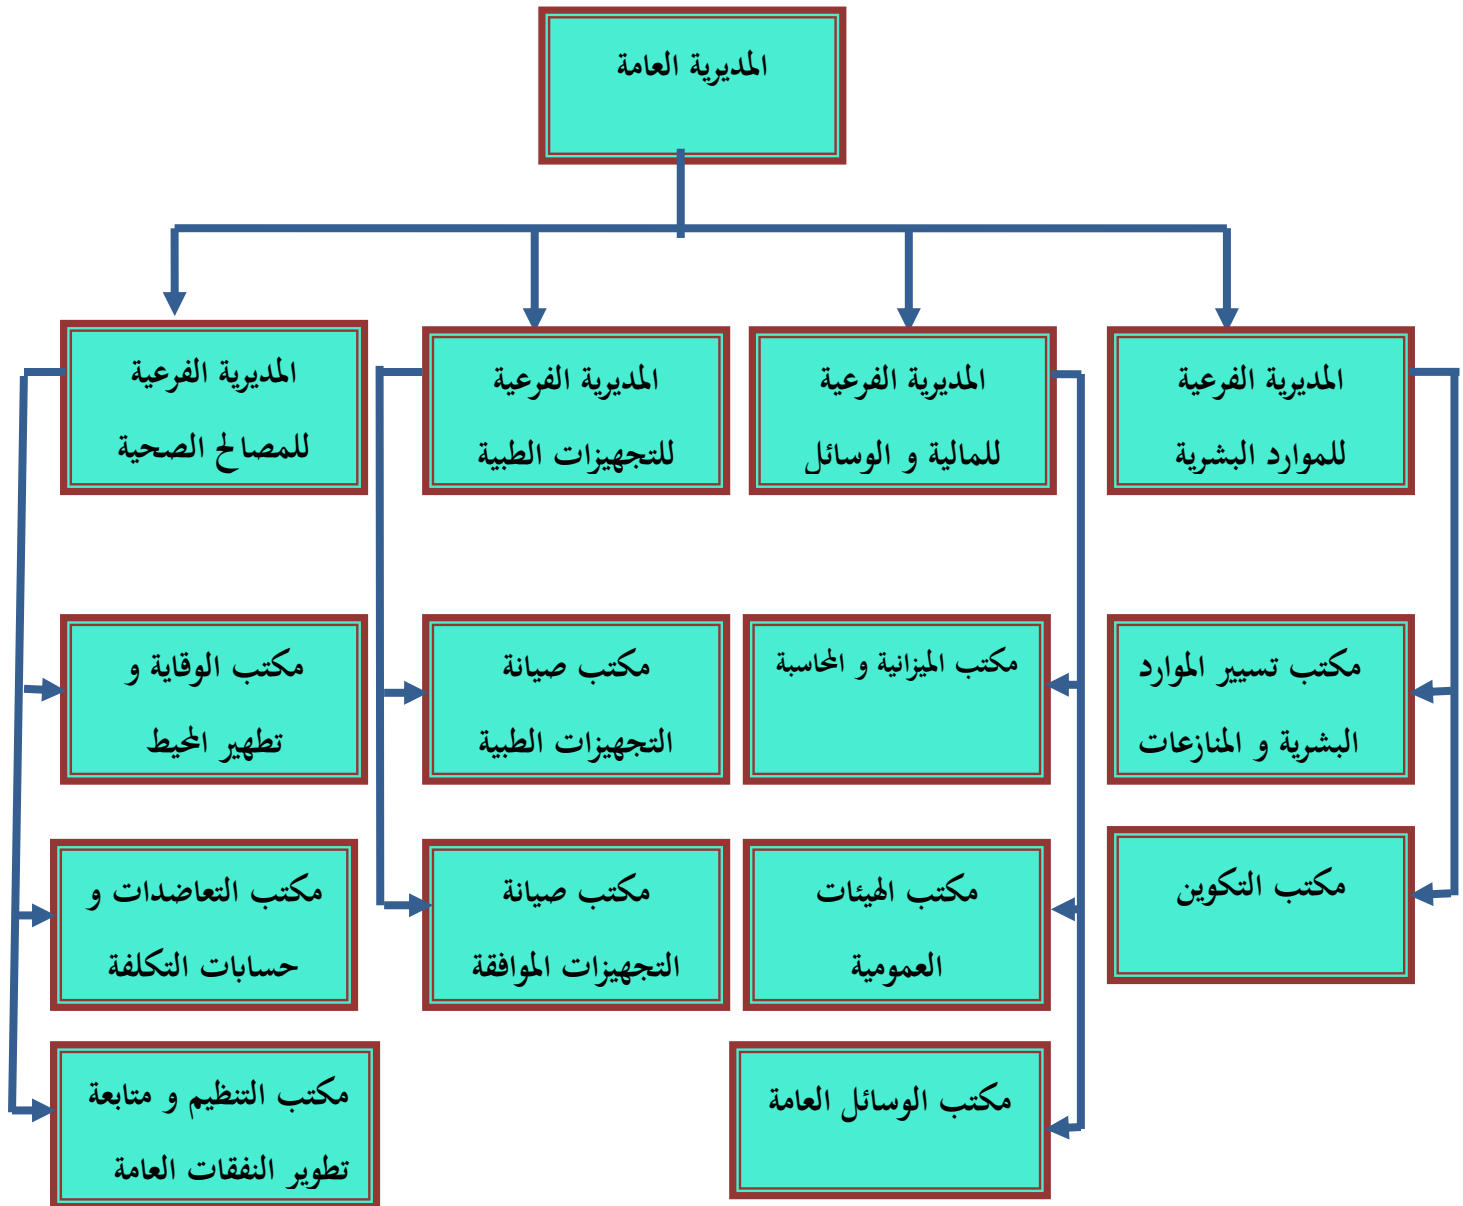 المديرية العامة
المديرية الفرعية
للموارد البشرية
المديرية الفرعية
للمالية و الوسائل
المديرية الفرعية
للتجهيزات الطبية
المديرية الفرعية
للمصالح الصحية
مكتب تسيير الموارد
البشرية و المنازعات
مكتب الميزانية و المحاسبة
مكتب صيانة
التجهيزات الطبية
مكتب الوقاية و
تطهير المحيط
مكتب التكوين
مكتب الهيئات
العمومية
مكتب صيانة
التجهيزات الموافقة
مكتب التعاضدات و
حسابات التكلفة
مكتب الوسائل العامة
مكتب التنظيم و متابعة
تطوير النفقات العامة